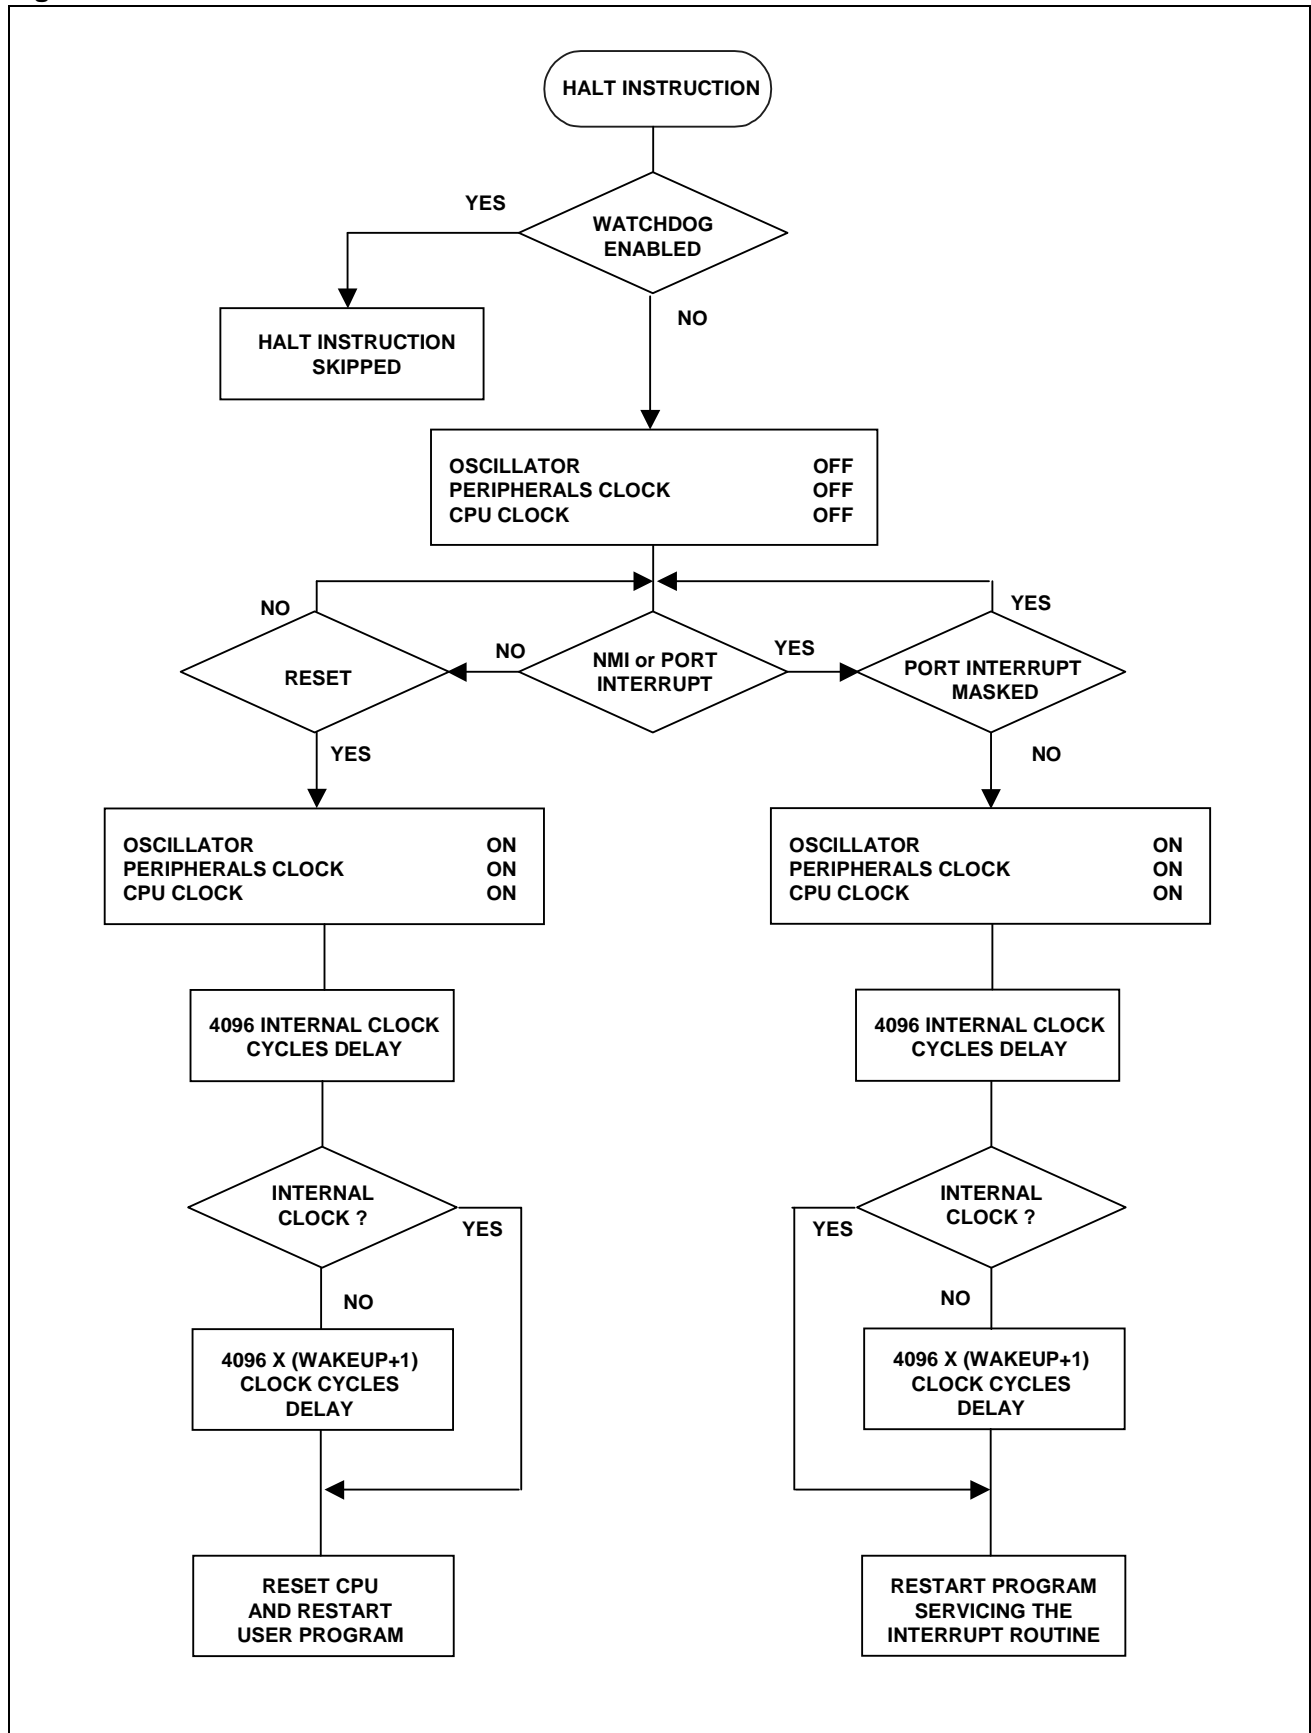 HALT INSTRUCTION
YES
WATCHDOG
ENABLED
NO
HALT INSTRUCTION
SKIPPED
OSCILLATOR OFF
PERIPHERALS CLOCK OFF
CPU CLOCK OFF
NO
YES
RESET
NO
NMI or PORT
INTERRUPT
YES
PORT INTERRUPT
MASKED
YES
NO
OSCILLATOR ON
PERIPHERALS CLOCK ON
CPU CLOCK ON
OSCILLATOR ON
PERIPHERALS CLOCK ON
CPU CLOCK ON
4096 INTERNAL CLOCK
CYCLES DELAY
4096 INTERNAL CLOCK
CYCLES DELAY
INTERNAL
CLOCK ?
YES
INTERNAL
CLOCK ?
YES
NO
NO
4096 X (WAKEUP+1)
CLOCK CYCLES
DELAY
4096 X (WAKEUP+1)
CLOCK CYCLES
DELAY
RESET CPU
AND RESTART
USER PROGRAM
RESTART PROGRAM
SERVICING THE
INTERRUPT ROUTINE